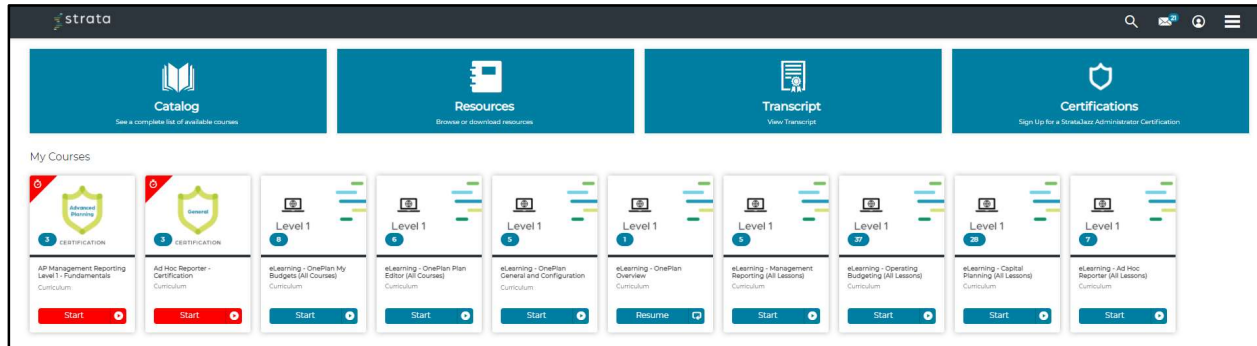 strata
21
Catalog
See a complete list of available courses
Resources
Browse or download resources
Transcript
View Transcript
Certifications
Sign Up for a StrataJazz Administrator Certification
My Courses
Advanced
Planning
3 CERTIFICATION
AP Management Reporting
Level 1 - Fundamentals
Curriculum
Start
General
3 CERTIFICATION
Ad Hoc Reporter -
Certification
Curriculum
Start
Level 1
8
eLearning - OnePlan My
Budgets (All Courses)
Curriculum
Start
Level 1
6
eLearning - OnePlan Plan
Editor (All Courses)
Curriculum
Start
Level 1
5
eLearning - OnePlan
General and Configuration
Curriculum
Start
Level 1
1
eLearning - OnePlan
Overview
Curriculum
Resume
Level 1
5
eLearning - Management
Reporting (All Lessons)
Curriculum
Start
Level 1
37
eLearning - Operating
Budgeting (All Lessons)
Curriculum
Start
Level 1
28
eLearning - Capital
Planning (All Lessons)
Curriculum
Start
Level 1
7
eLearning - Ad Hoc
Reporter (All Lessons)
Curriculum
Start